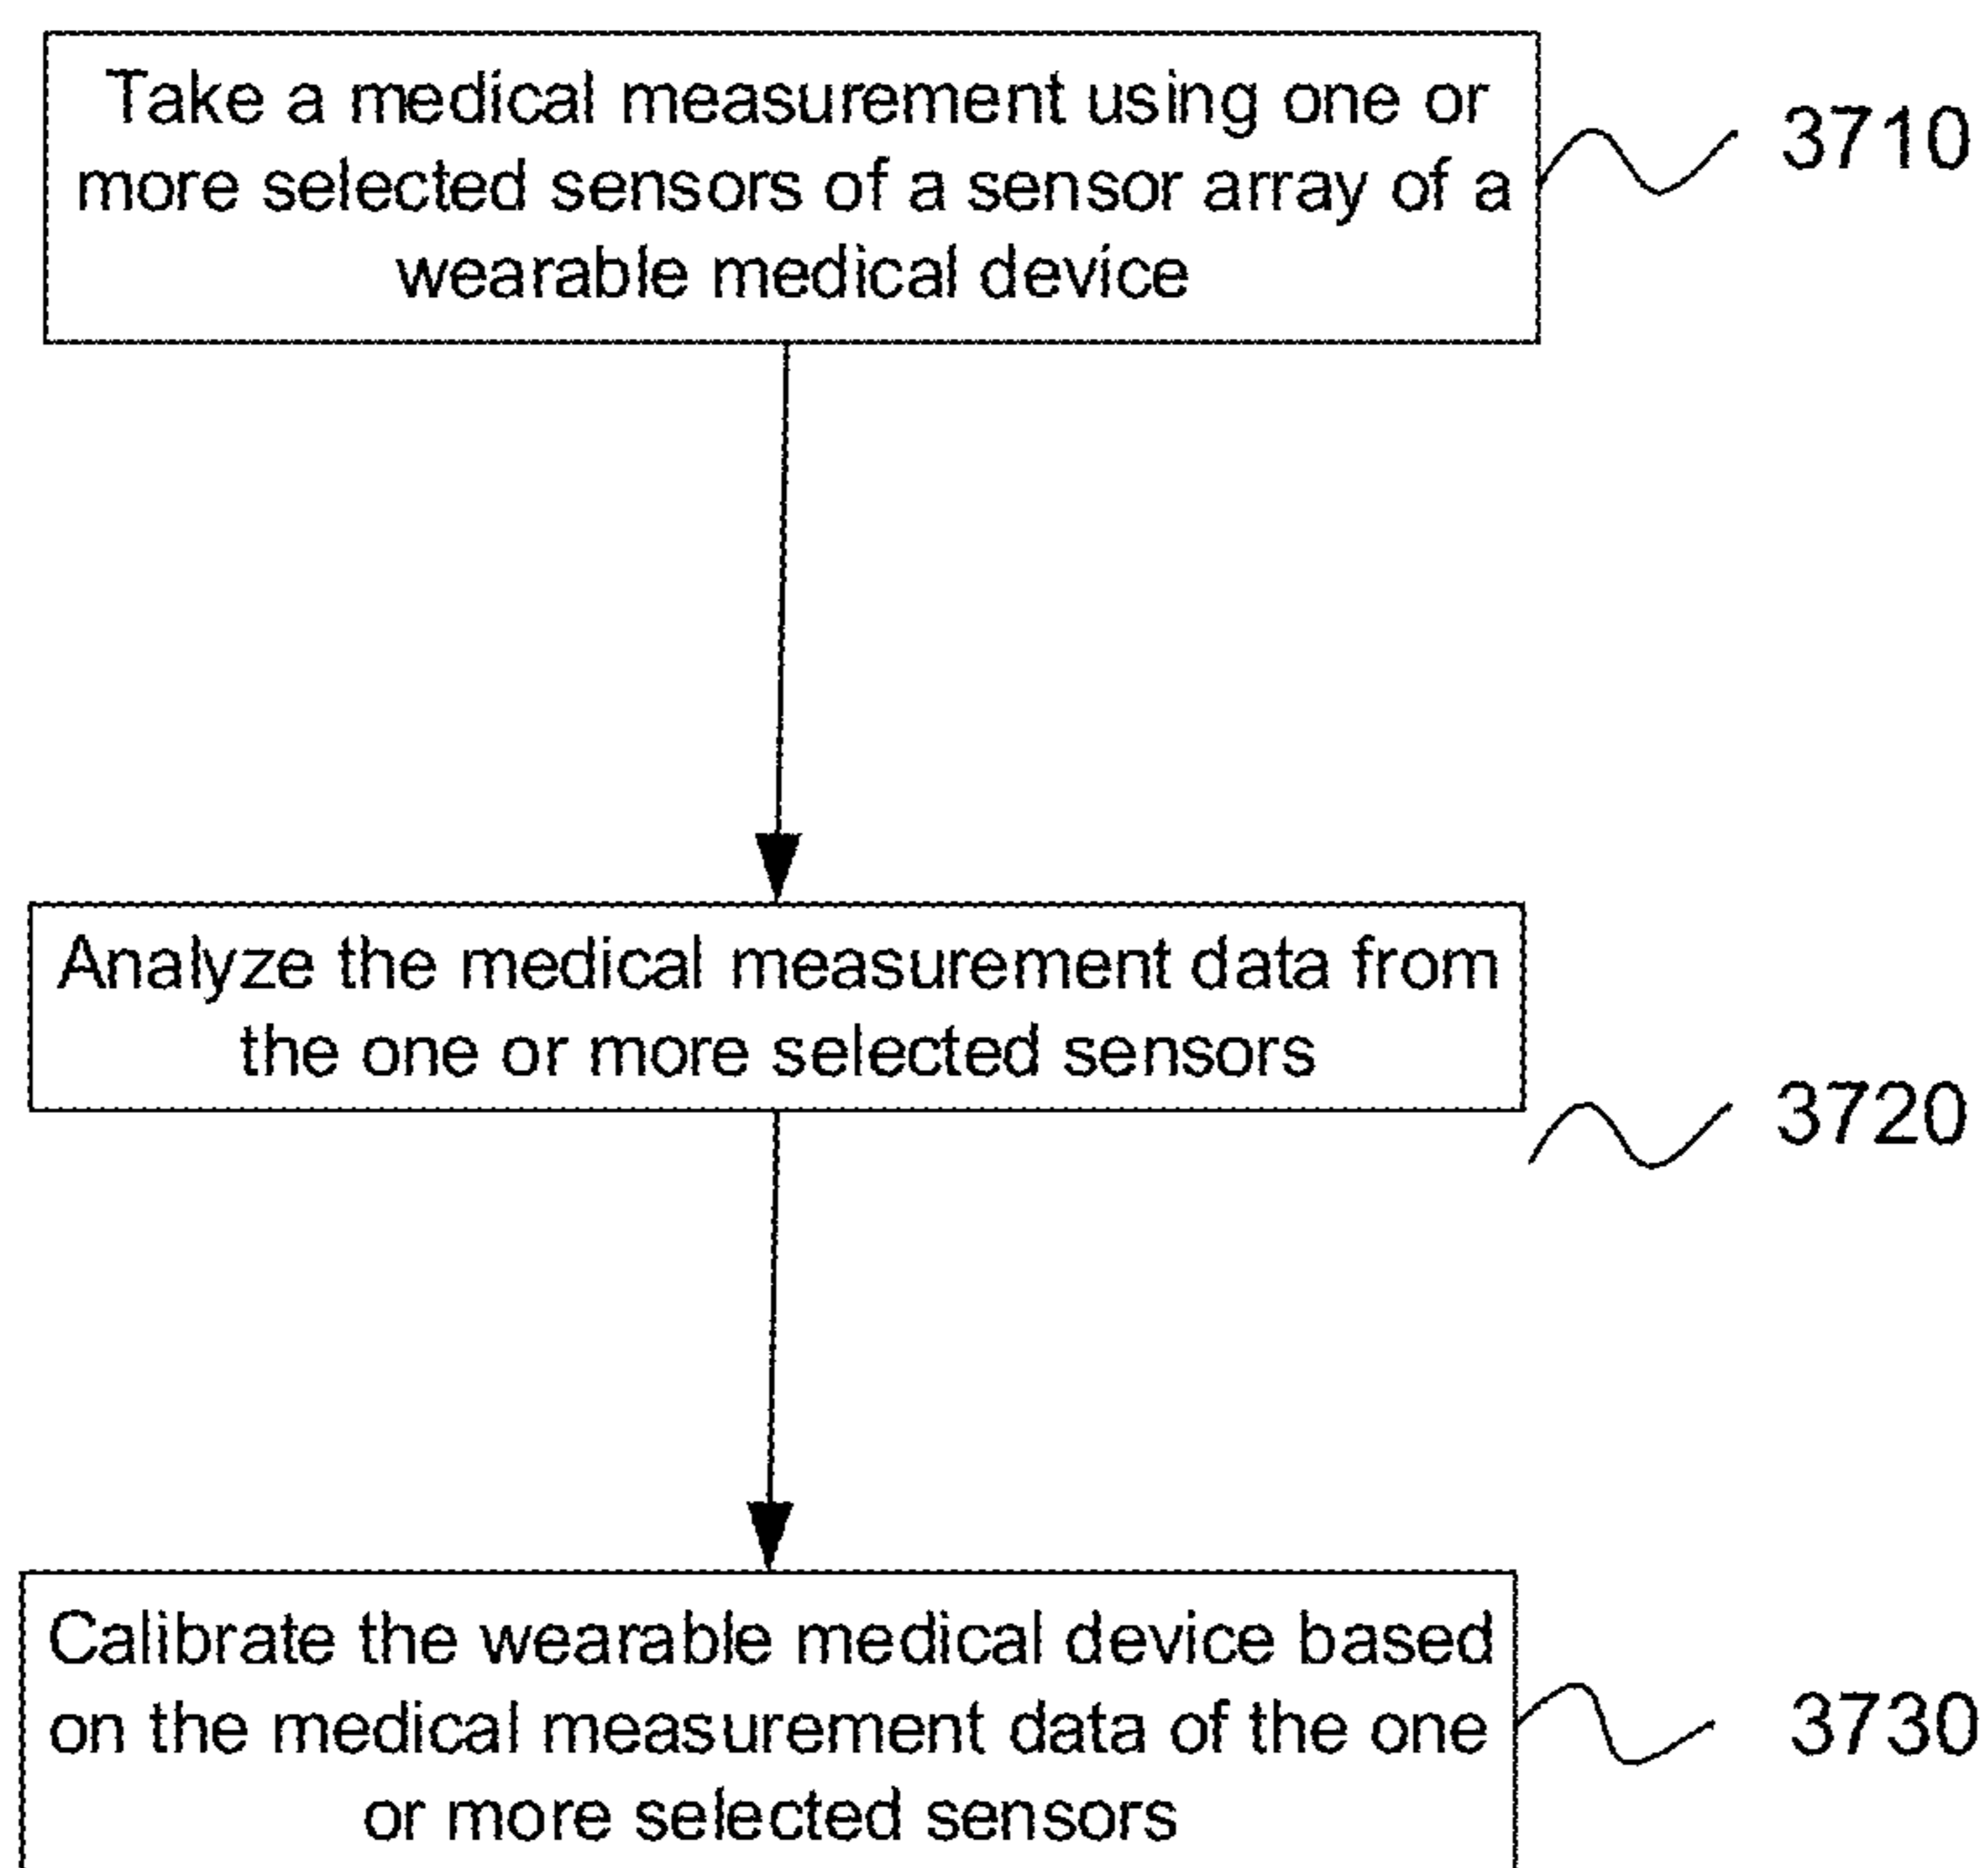 Take a medical measurement using one or
more selected sensors of a sensor array of a
wearable medical device
3710
Analyze the medical measurement data from
the one or more selected sensors
3720
Calibrate the wearable medical device based
on the medical measurement data of the one
or more selected sensors
3730